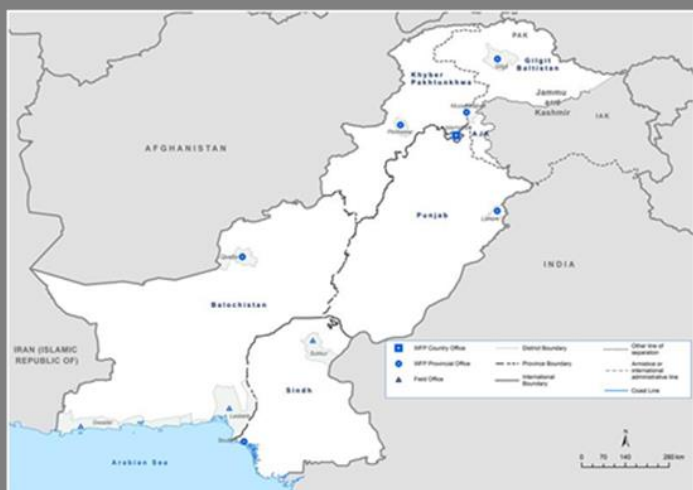 PAK
Gilgit
Gilgit
Baltistan
Khyber
Pakhtunkhwa
Jammu
and
Kashmir
IAK
AJK
Peshawar
AFGHANISTAN
Punjab
Lahore
Quetta
INDIA
Balochistan
IRAN (ISLAMIC
REPUBLIC OF)
Sukkur
Sindh
Gwadar
Arabian Sea
WFP Country Office
WFP Provincial Office
Field Office
District Boundary
Province Boundary
International
Boundary
Other line of
separation
Armistice or
international
administrative line
Coast Line
N
0 70 140 280 km